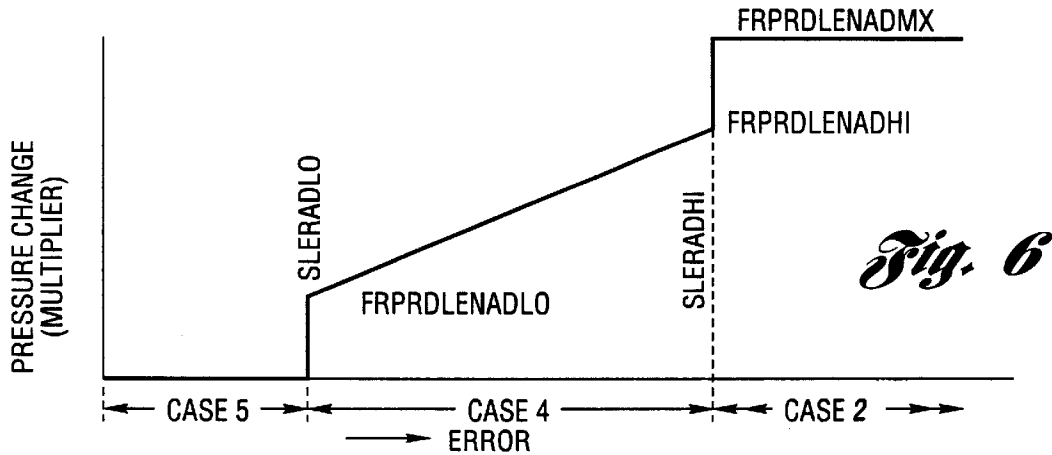 FRPRDLENADMX
FRPRDLENADHI
PRESSURE CHANGE
(MULTIPLIER)
SLERADLO
SLERADHI
FRPRDLENADLO
Fig. 6
CASE 5
CASE 4
CASE 2
ERROR